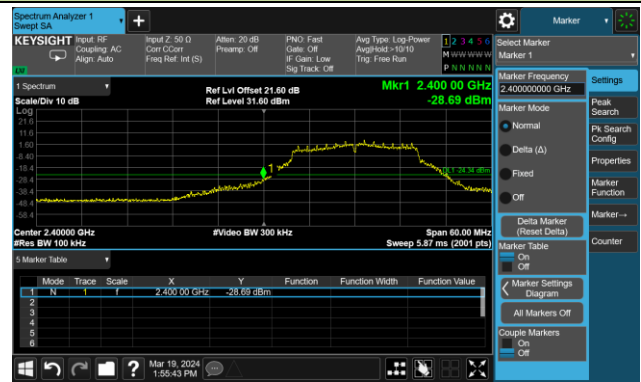 Spectrum Analyzer 1
Swept SA
Marker
KEYSIGHT
Input: RF
Coupling: AC
Align: Auto
Input Z: 50 Ω
Corr CCorr
Freq Ref: Int (S)
Atten: 20 dB
Preamp: Off
PNO: Fast
Gate: Off
IF Gain: Low
Sig Track: Off
Avg Type: Log-Power
Avg|Hold:>10/10
Trig: Free Run
1 2 3 4 5 6
M W W W W W
P N N N N N
LW
Select Marker
Marker 1
1 Spectrum
Scale/Div 10 dB
Log
Ref Lvl Offset 21.60 dB
Ref Level 31.60 dBm
Mkr1 2.400 00 GHz
-28.69 dBm
21.6
11.6
1.60
-8.40
-18.4
-28.4
-38.4
-48.4
-58.4
1
DL1 -24.34 dBm
Center 2.40000 GHz
#Res BW 100 kHz
#Video BW 300 kHz
Span 60.00 MHz
Sweep 5.87 ms (2001 pts)
5 Marker Table
Mode Trace Scale X Y Function Function Width Function Value
1 N 1 f 2.400 00 GHz -28.69 dBm
2
3
4
5
6
Marker Frequency
2.400000000 GHz
Marker Mode
Normal
Delta (Δ)
Fixed
Off
Delta Marker
(Reset Delta)
Marker Table
On
Off
Marker Settings
Diagram
All Markers Off
Couple Markers
On
Off
Settings
Peak
Search
Pk Search
Config
Properties
Marker
Function
Marker→
Counter
?
Mar 19, 2024
1:55:43 PM